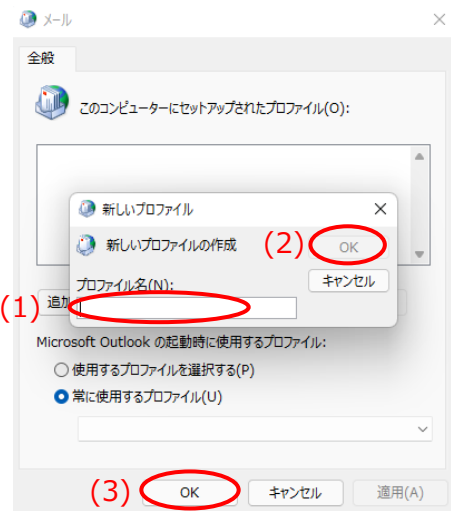 メール
全般
このコンピューターにセットアップされたプロファイル(O):
新しいプロファイル
新しいプロファイルの作成
(2)
OK
プロファイル名(N):
キャンセル
(1)
追加
Microsoft Outlook の起動時に使用するプロファイル:
使用するプロファイルを選択する(P)
常に使用するプロファイル(U)
(3)
OK
キャンセル
適用(A)